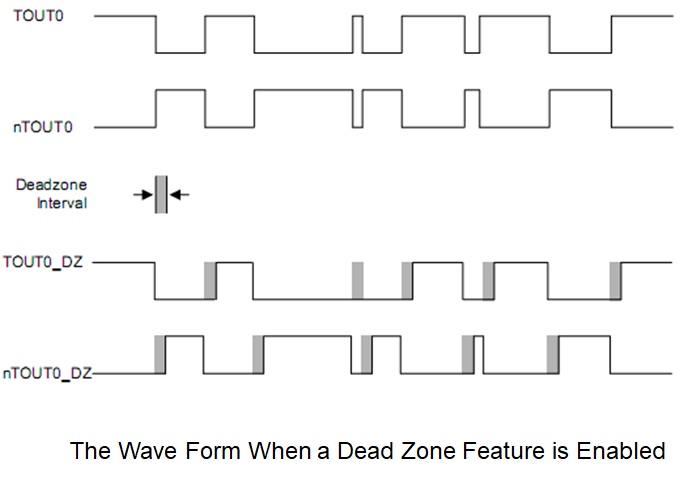 TOUT0
nTOUT0
Deadzone
Interval
TOUT0_DZ
nTOUT0_DZ
The Wave Form When a Dead Zone Feature is Enabled